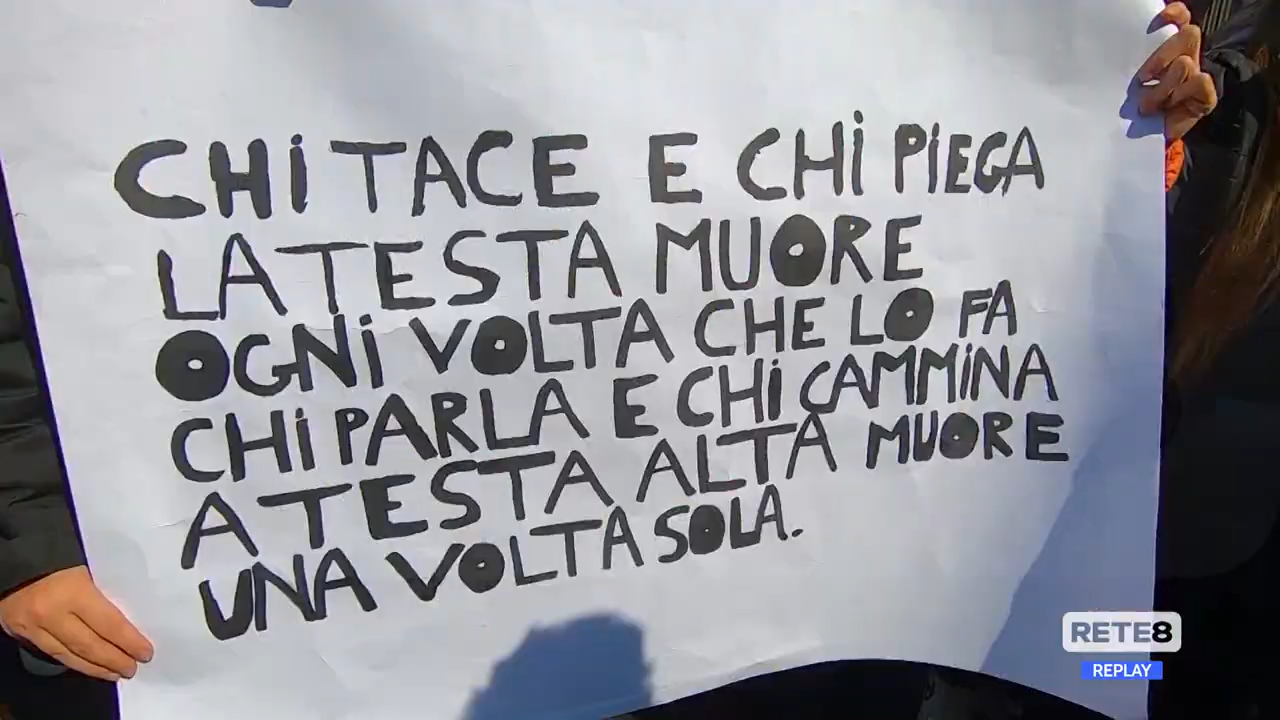 CHi TACE E CHi PiEGA
LA TESTA MUORE
OGNi VOLTA CHE LO FA
CHi PARLA E CHi CAMMiNA
A TESTA ALTA MUORE
UNA VOLTA SOLA.
RETE8
REPLAY